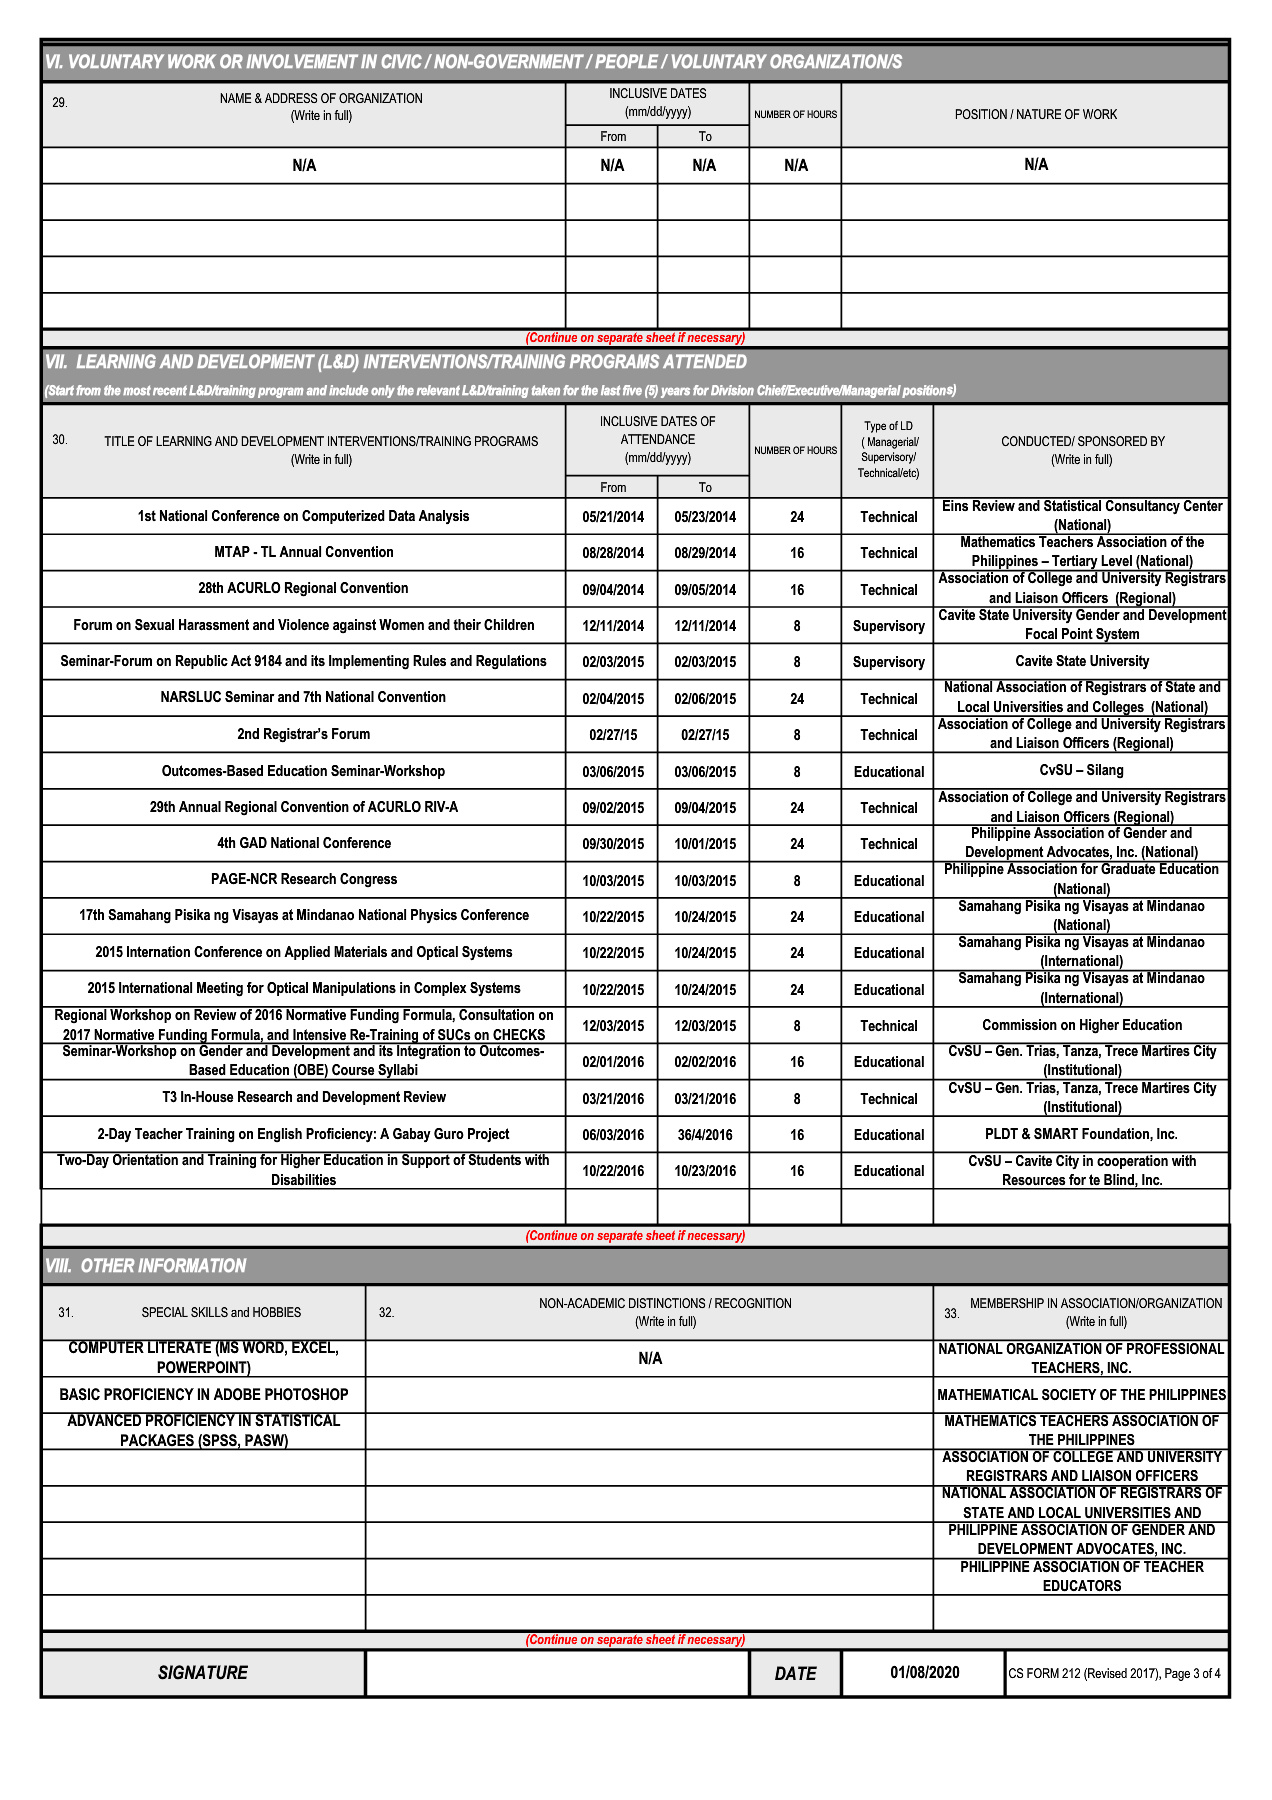 VI. VOLUNTARY WORK OR INVOLVEMENT IN CIVIC / NON-GOVERNMENT / PEOPLE / VOLUNTARY ORGANIZATION/S
29. NAME & ADDRESS OF ORGANIZATION
(Write in full)
INCLUSIVE DATES
(mm/dd/yyyy)
From To
NUMBER OF HOURS
POSITION / NATURE OF WORK
N/A N/A N/A N/A N/A
(Continue on separate sheet if necessary)
VII. LEARNING AND DEVELOPMENT (L&D) INTERVENTIONS/TRAINING PROGRAMS ATTENDED
(Start from the most recent L&D/training program and include only the relevant L&D/training taken for the last five (5) years for Division Chief/Executive/Managerial positions)
30. TITLE OF LEARNING AND DEVELOPMENT INTERVENTIONS/TRAINING PROGRAMS
(Write in full)
INCLUSIVE DATES OF
ATTENDANCE
(mm/dd/yyyy)
From To
NUMBER OF HOURS
Type of LD
( Managerial/
Supervisory/
Technical/etc)
CONDUCTED/ SPONSORED BY
(Write in full)
1st National Conference on Computerized Data Analysis 05/21/2014 05/23/2014 24 Technical Eins Review and Statistical Consultancy Center
(National)
MTAP - TL Annual Convention 08/28/2014 08/29/2014 16 Technical Mathematics Teachers Association of the
Philippines – Tertiary Level (National)
28th ACURLO Regional Convention 09/04/2014 09/05/2014 16 Technical Association of College and University Registrars
and Liaison Officers (Regional)
Forum on Sexual Harassment and Violence against Women and their Children 12/11/2014 12/11/2014 8 Supervisory Cavite State University Gender and Development
Focal Point System
Seminar-Forum on Republic Act 9184 and its Implementing Rules and Regulations 02/03/2015 02/03/2015 8 Supervisory Cavite State University
NARSLUC Seminar and 7th National Convention 02/04/2015 02/06/2015 24 Technical National Association of Registrars of State and
Local Universities and Colleges (National)
2nd Registrar's Forum 02/27/15 02/27/15 8 Technical Association of College and University Registrars
and Liaison Officers (Regional)
Outcomes-Based Education Seminar-Workshop 03/06/2015 03/06/2015 8 Educational CvSU – Silang
29th Annual Regional Convention of ACURLO RIV-A 09/02/2015 09/04/2015 24 Technical Association of College and University Registrars
and Liaison Officers (Regional)
4th GAD National Conference 09/30/2015 10/01/2015 24 Technical Philippine Association of Gender and
Development Advocates, Inc. (National)
PAGE-NCR Research Congress 10/03/2015 10/03/2015 8 Educational Philippine Association for Graduate Education
(National)
17th Samahang Pisika ng Visayas at Mindanao National Physics Conference 10/22/2015 10/24/2015 24 Educational Samahang Pisika ng Visayas at Mindanao
(National)
2015 Internation Conference on Applied Materials and Optical Systems 10/22/2015 10/24/2015 24 Educational Samahang Pisika ng Visayas at Mindanao
(International)
2015 International Meeting for Optical Manipulations in Complex Systems 10/22/2015 10/24/2015 24 Educational Samahang Pisika ng Visayas at Mindanao
(International)
Regional Workshop on Review of 2016 Normative Funding Formula, Consultation on
2017 Normative Funding Formula, and Intensive Re-Training of SUCs on CHECKS 12/03/2015 12/03/2015 8 Technical Commission on Higher Education
Seminar-Workshop on Gender and Development and its Integration to Outcomes-
Based Education (OBE) Course Syllabi 02/01/2016 02/02/2016 16 Educational CvSU – Gen. Trias, Tanza, Trece Martires City
(Institutional)
T3 In-House Research and Development Review 03/21/2016 03/21/2016 8 Technical CvSU – Gen. Trias, Tanza, Trece Martires City
(Institutional)
2-Day Teacher Training on English Proficiency: A Gabay Guro Project 06/03/2016 36/4/2016 16 Educational PLDT & SMART Foundation, Inc.
Two-Day Orientation and Training for Higher Education in Support of Students with
Disabilities 10/22/2016 10/23/2016 16 Educational CvSU – Cavite City in cooperation with
Resources for te Blind, Inc.
(Continue on separate sheet if necessary)
VIII. OTHER INFORMATION
31. SPECIAL SKILLS and HOBBIES
32. NON-ACADEMIC DISTINCTIONS / RECOGNITION
(Write in full)
33. MEMBERSHIP IN ASSOCIATION/ORGANIZATION
(Write in full)
COMPUTER LITERATE (MS WORD, EXCEL,
POWERPOINT)
N/A
NATIONAL ORGANIZATION OF PROFESSIONAL
TEACHERS, INC.
BASIC PROFICIENCY IN ADOBE PHOTOSHOP
MATHEMATICAL SOCIETY OF THE PHILIPPINES
ADVANCED PROFICIENCY IN STATISTICAL
PACKAGES (SPSS, PASW)
MATHEMATICS TEACHERS ASSOCIATION OF
THE PHILIPPINES
ASSOCIATION OF COLLEGE AND UNIVERSITY
REGISTRARS AND LIAISON OFFICERS
NATIONAL ASSOCIATION OF REGISTRARS OF
STATE AND LOCAL UNIVERSITIES AND
PHILIPPINE ASSOCIATION OF GENDER AND
DEVELOPMENT ADVOCATES, INC.
PHILIPPINE ASSOCIATION OF TEACHER
EDUCATORS
(Continue on separate sheet if necessary)
SIGNATURE DATE 01/08/2020 CS FORM 212 (Revised 2017), Page 3 of 4